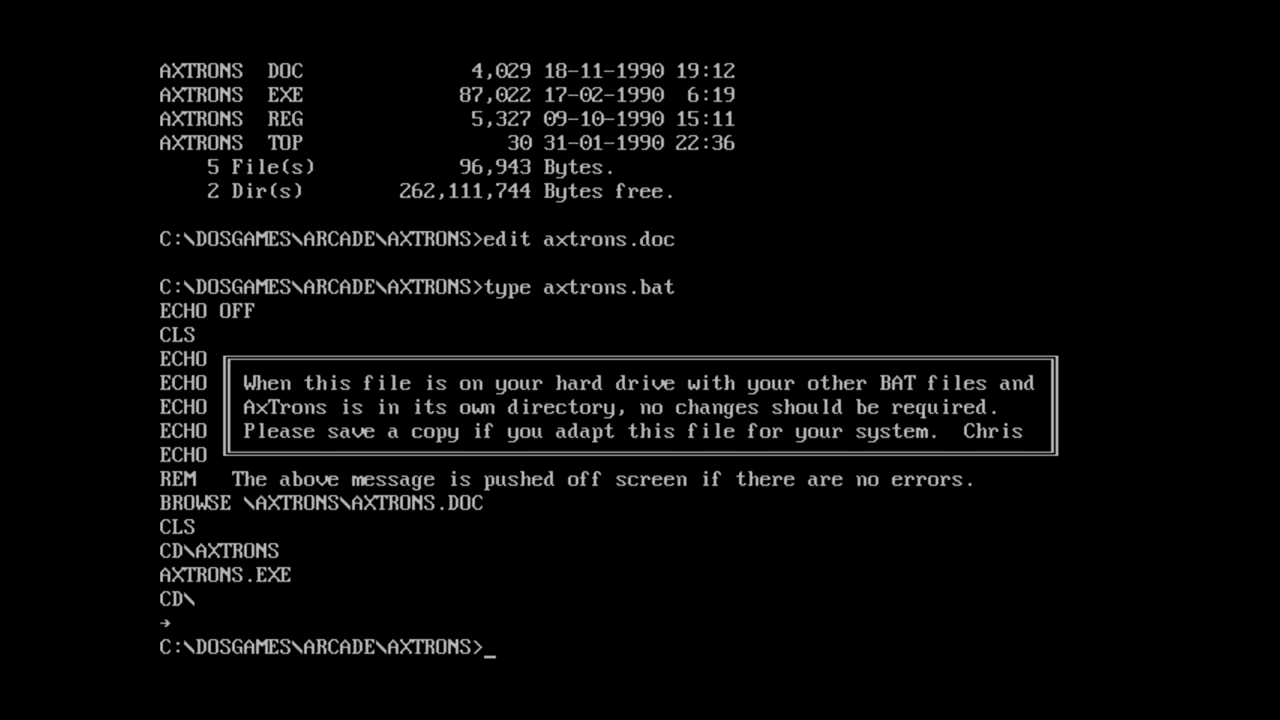 AXTRONS  DOC              4,029 18-11-1990 19:12
AXTRONS  EXE             87,022 17-02-1990  6:19
AXTRONS  REG              5,327 09-10-1990 15:11
AXTRONS  TOP                 30 31-01-1990 22:36
    5 File(s)            96,943 Bytes.
    2 Dir(s)        262,111,744 Bytes free.
C:\DOSGAMES\ARCADE\AXTRONS>edit axtrons.doc
C:\DOSGAMES\ARCADE\AXTRONS>type axtrons.bat
ECHO OFF
CLS
ECHO
ECHO   When this file is on your hard drive with your other BAT files and
ECHO   AxTrons is in its own directory, no changes should be required.
ECHO   Please save a copy if you adapt this file for your system.  Chris
ECHO
REM   The above message is pushed off screen if there are no errors.
BROWSE \AXTRONS\AXTRONS.DOC
CLS
CD\AXTRONS
AXTRONS.EXE
CD\
→
C:\DOSGAMES\ARCADE\AXTRONS>_